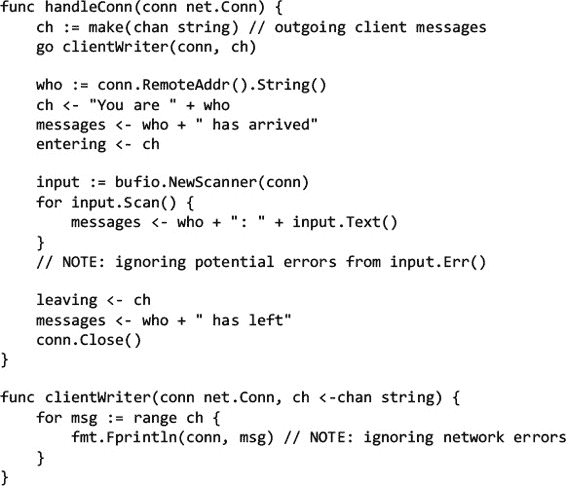 func handleConn(conn net.Conn) {
    ch := make(chan string) // outgoing client messages
    go clientWriter(conn, ch)

    who := conn.RemoteAddr().String()
    ch <- "You are " + who
    messages <- who + " has arrived"
    entering <- ch

    input := bufio.NewScanner(conn)
    for input.Scan() {
        messages <- who + ": " + input.Text()
    }
    // NOTE: ignoring potential errors from input.Err()

    leaving <- ch
    messages <- who + " has left"
    conn.Close()
}

func clientWriter(conn net.Conn, ch <-chan string) {
    for msg := range ch {
        fmt.Fprintln(conn, msg) // NOTE: ignoring network errors
    }
}